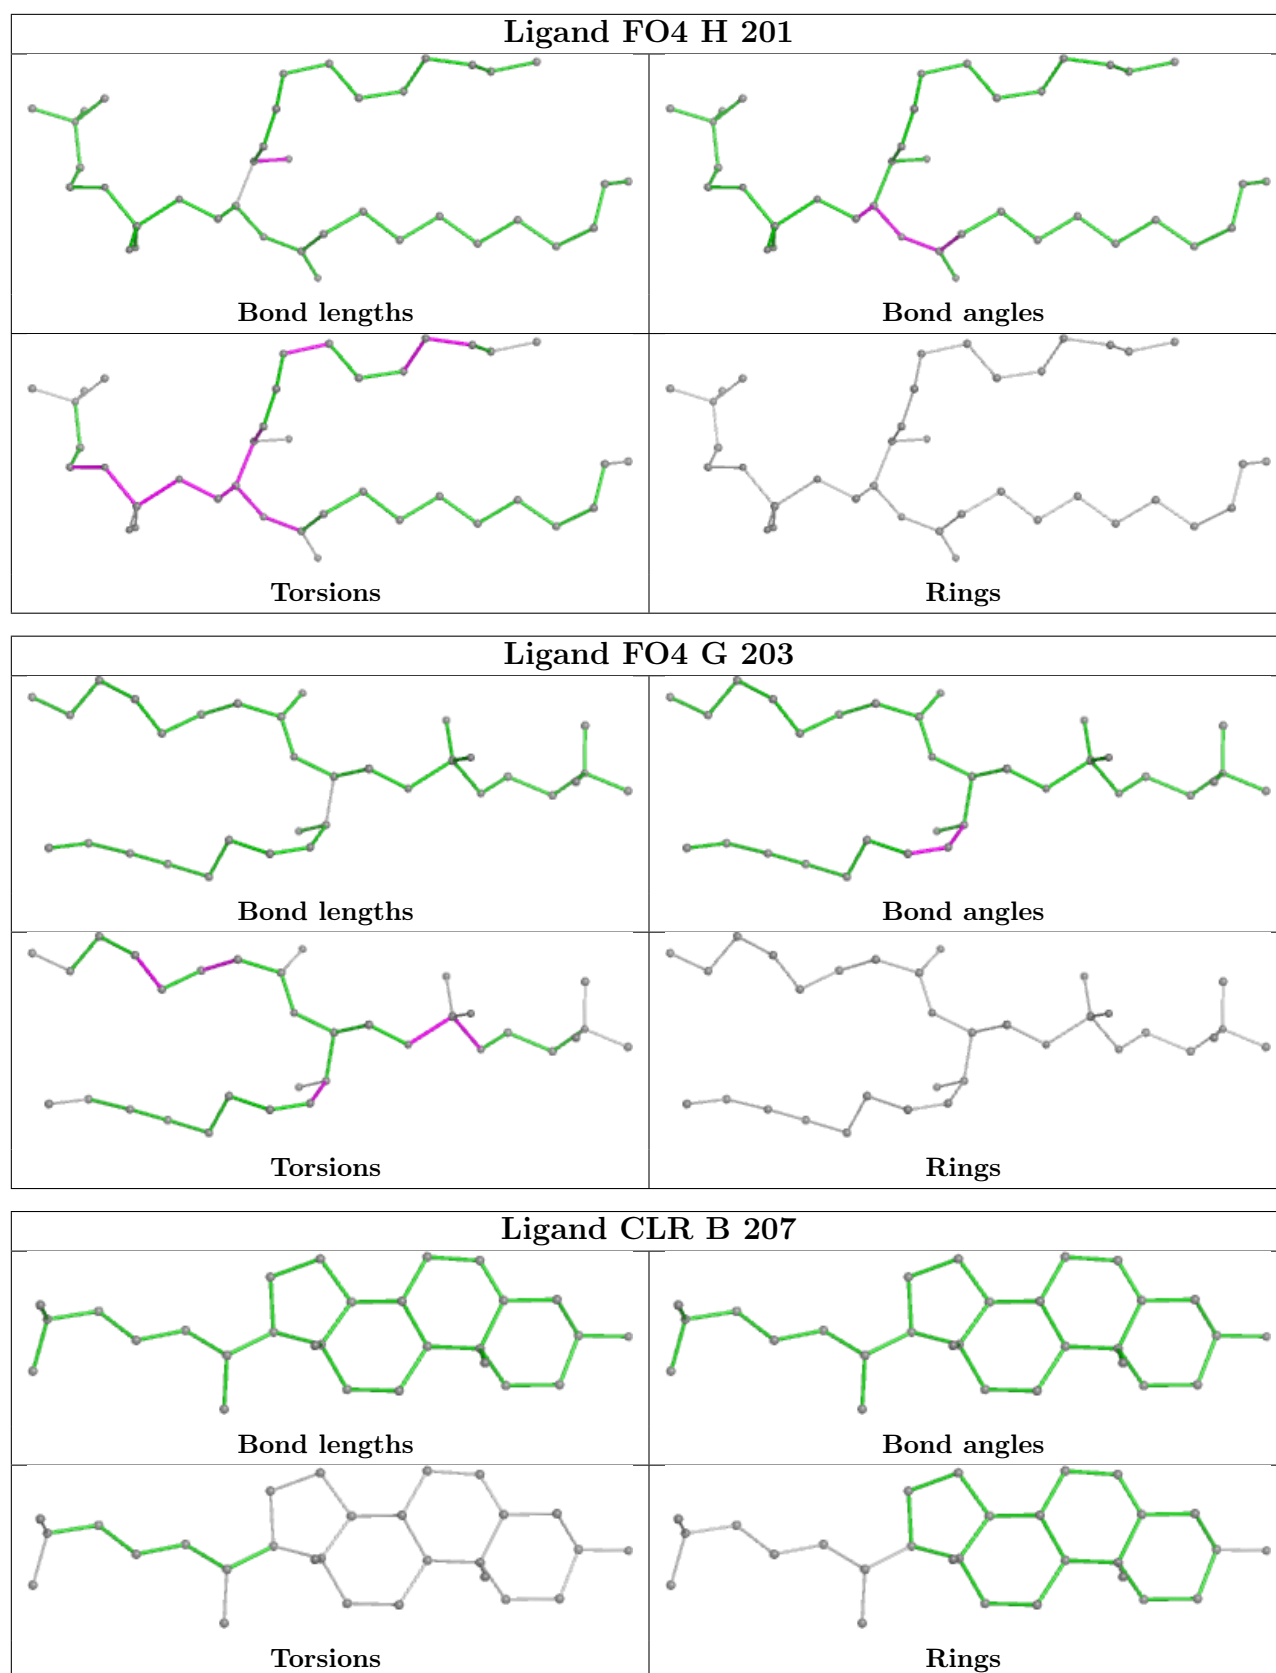 Ligand FO4 H 201
Bond lengths
Bond angles
Torsions
Rings
Ligand FO4 G 203
Bond lengths
Bond angles
Torsions
Rings
Ligand CLR B 207
Bond lengths
Bond angles
Torsions
Rings